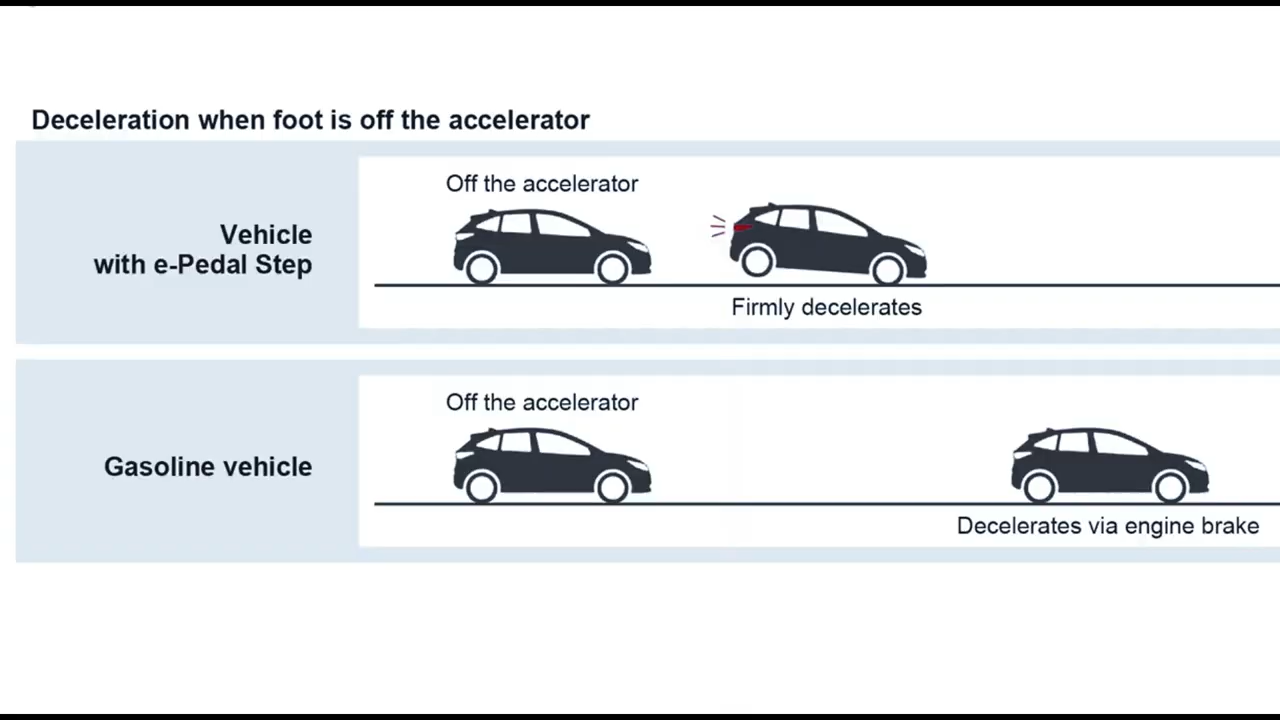 Deceleration when foot is off the accelerator
Off the accelerator
Vehicle
with e-Pedal Step
Firmly decelerates
Off the accelerator
Gasoline vehicle
Decelerates via engine brake